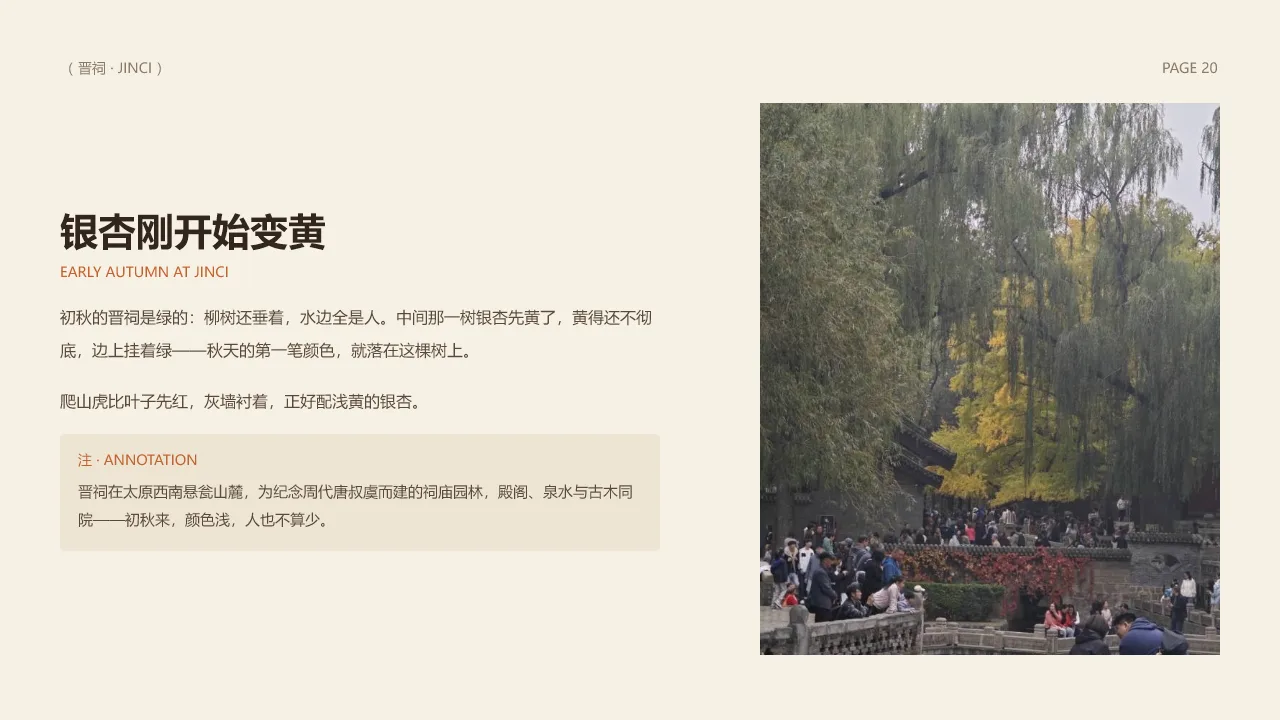 （ 晋祠 · JINCI ）
PAGE 20
银杏刚开始变黄
EARLY AUTUMN AT JINCI
初秋的晋祠是绿的：柳树还垂着，水边全是人。中间那一树银杏先黄了，黄得还不彻
底，边上挂着绿——秋天的第一笔颜色，就落在这棵树上。
爬山虎比叶子先红，灰墙衬着，正好配浅黄的银杏。
注 · ANNOTATION
晋祠在太原西南悬瓮山麓，为纪念周代唐叔虞而建的祠庙园林，殿阁、泉水与古木同
院——初秋来，颜色浅，人也不算少。